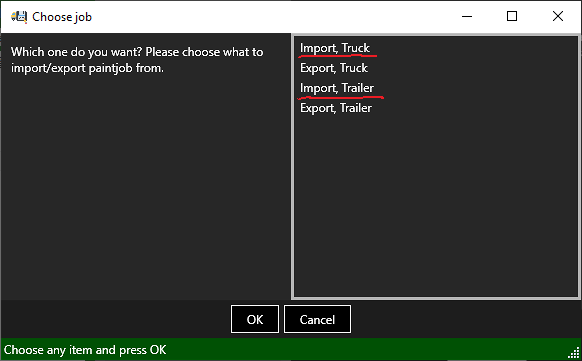 Choose job
Which one do you want? Please choose what to
import/export paintjob from.
Import, Truck
Export, Truck
Import, Trailer
Export, Trailer
OK
Cancel
Choose any item and press OK